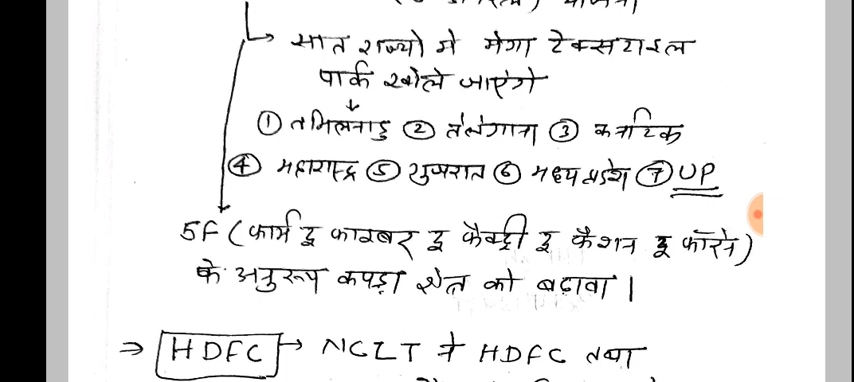 सात राज्यो मे मेगा टेक्सटाइल
पार्क खोले जाएंगे
① तमिलनाडु ② तेलंगाना ③ कर्नाटक
④ महाराष्ट्र ⑤ गुजरात ⑥ मध्य प्रदेश ⑦ UP
5F (फार्म टू फाइबर टू फैक्ट्री टू फैशन टू फॉरेन)
के अनुरूप कपड़ा क्षेत्र को बढ़ावा ।
⇒ HDFC → NCLT ने HDFC तथा